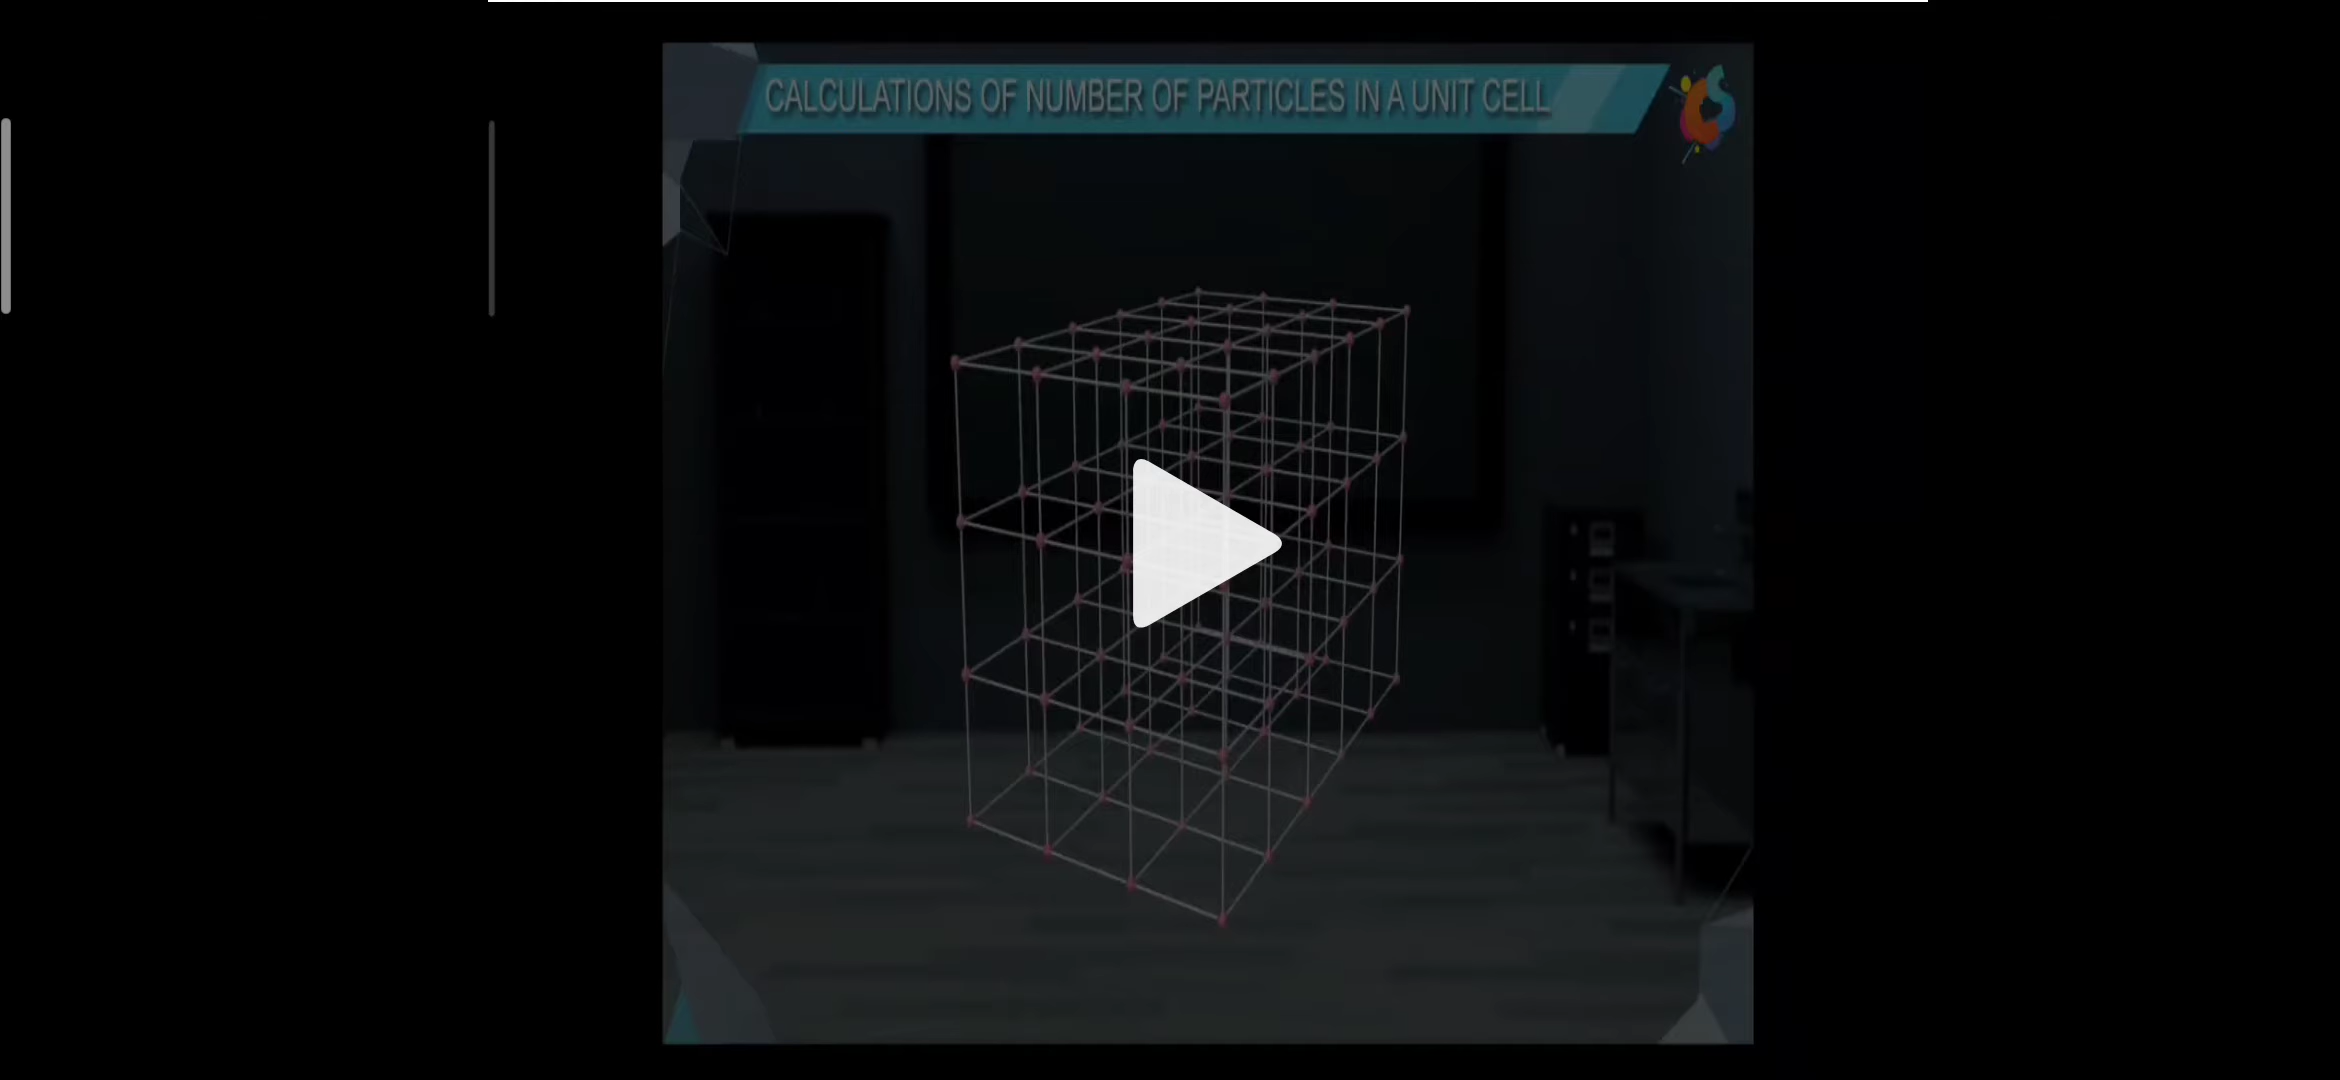 CALCULATIONS OF NUMBER OF PARTICLES IN A UNIT CELL